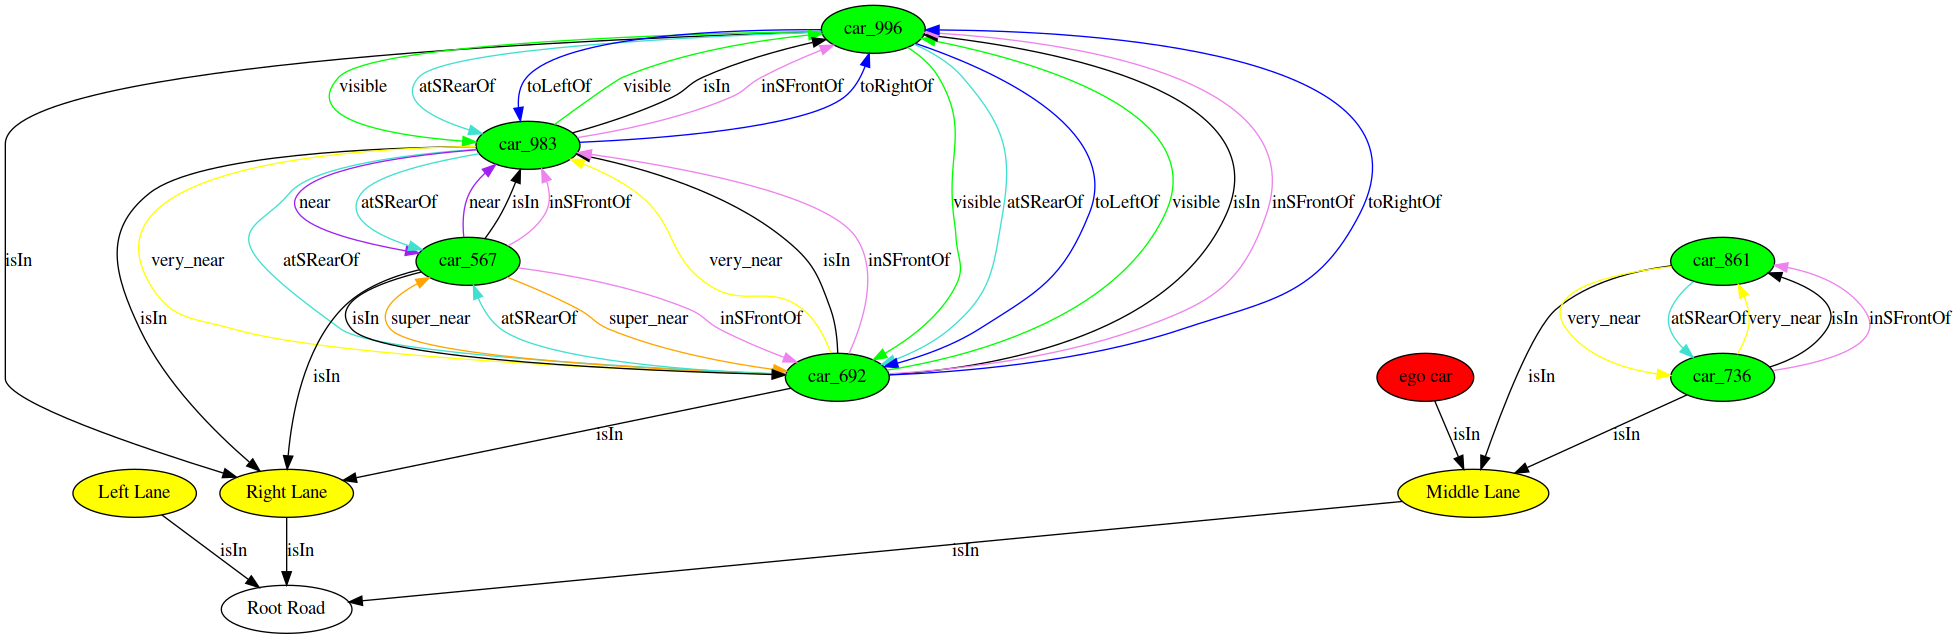 car_996
visible
atSRearOf
toLeftOf
visible
isIn
inSFrontOf
toRightOf
car_983
near
atSRearOf
near
isIn
inSFrontOf
visible
atSRearOf
toLeftOf
visible
isIn
inSFrontOf
toRightOf
isIn
very_near
atSRearOf
car_567
very_near
isIn
inSFrontOf
car_861
isIn
isIn
super_near
atSRearOf
super_near
inSFrontOf
very_near
atSRearOf
very_near
isIn
inSFrontOf
isIn
car_692
ego car
isIn
car_736
isIn
isIn
isIn
Left Lane
Right Lane
Middle Lane
isIn
isIn
isIn
Root Road